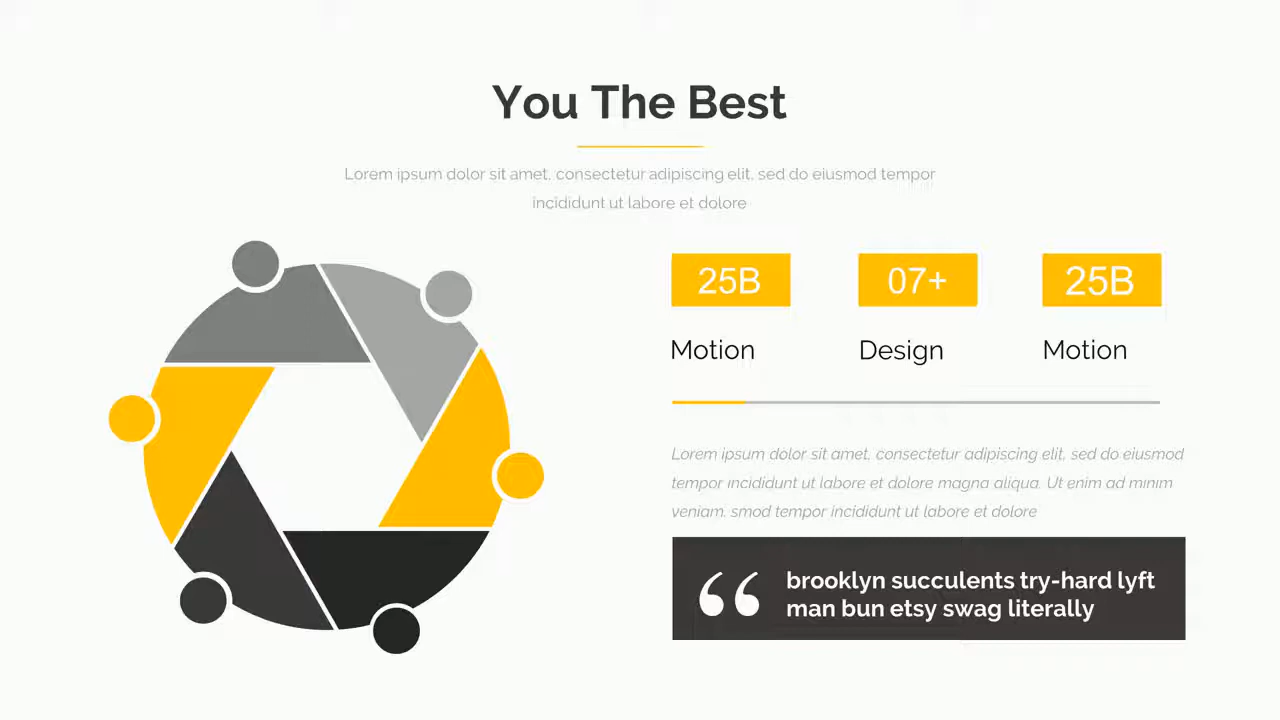 You The Best
Lorem ipsum dolor sit amet, consectetur adipiscing elit, sed do eiusmod tempor
incididunt ut labore et dolore
25B
07+
25B
Motion
Design
Motion
Lorem ipsum dolor sit amet, consectetur adipiscing elit, sed do eiusmod
tempor incididunt ut labore et dolore magna aliqua. Ut enim ad minim
veniam, smod tempor incididunt ut labore et dolore
“ brooklyn succulents try-hard lyft
man bun etsy swag literally